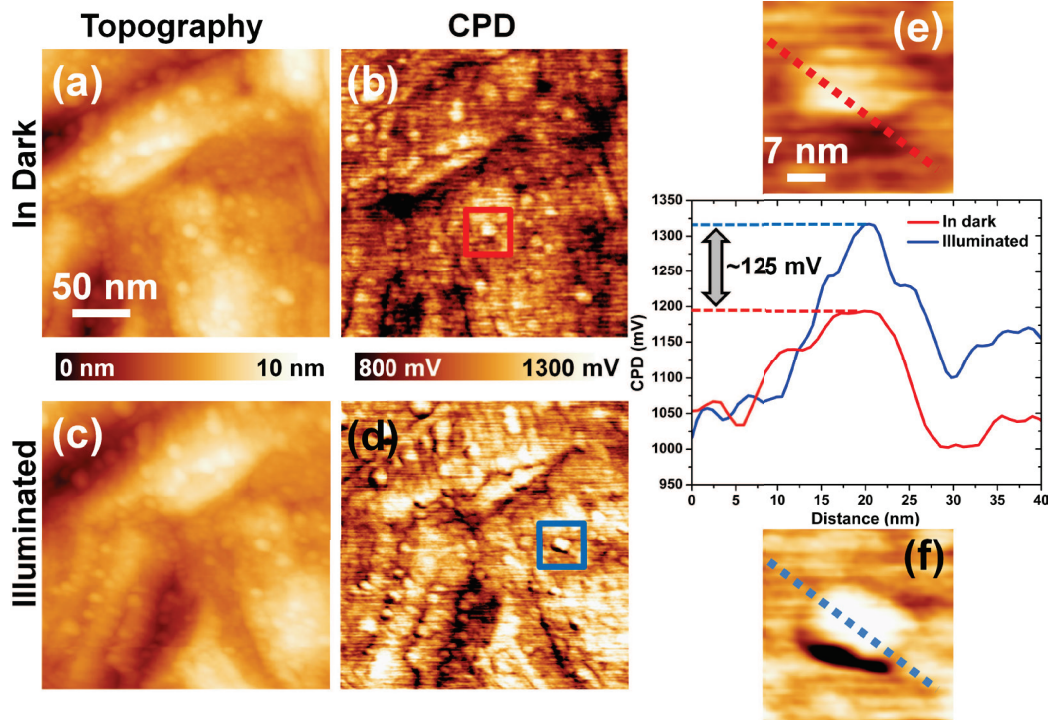 Topography
CPD
In Dark
(a)
50 nm
(b)
0 nm
10 nm
800 mV
1300 mV
Illuminated
(c)
(d)
(e)
7 nm
1350
1300
1250
1200
1150
1100
1050
1000
950
CPD (mV)
In dark
Illuminated
~125 mV
0 5 10 15 20 25 30 35 40
Distance (nm)
(f)